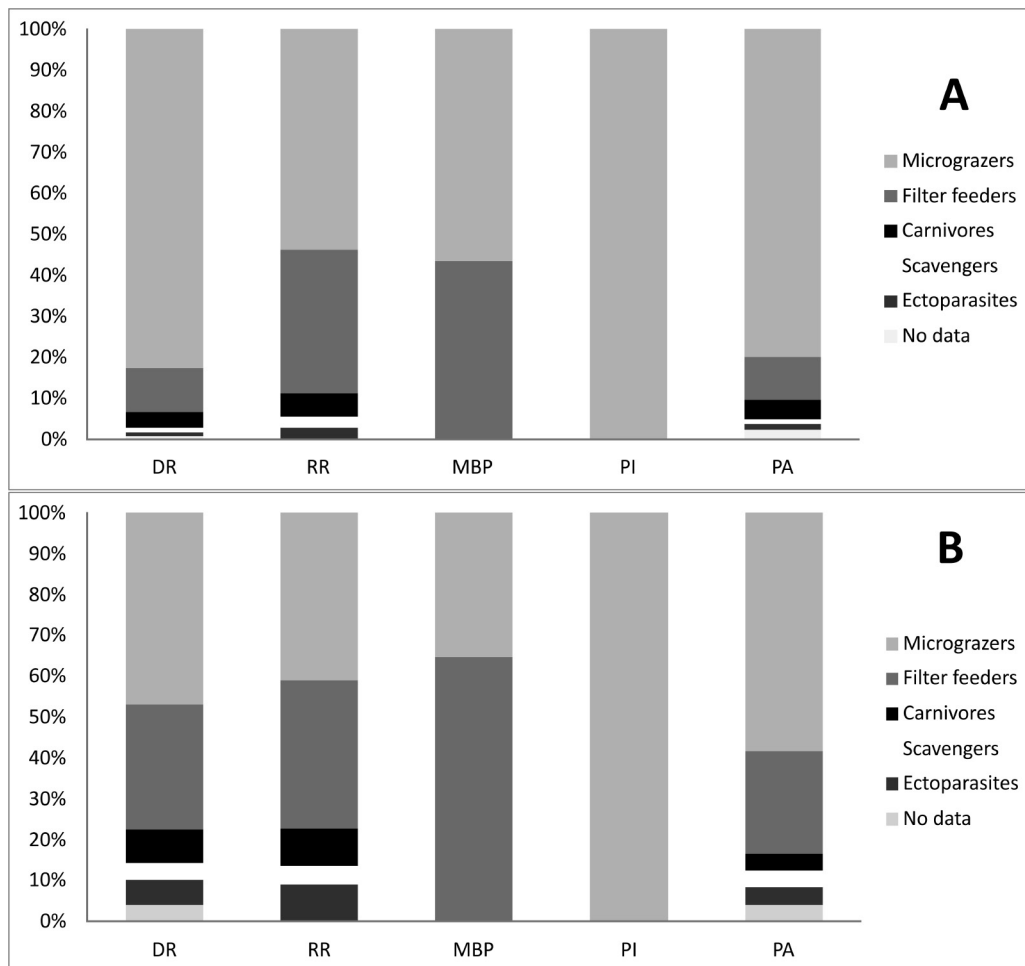 100%
90%
80%
70%
60%
50%
40%
30%
20%
10%
0%
DR RR MBP PI PA
A
Micrograzers
Filter feeders
Carnivores
Scavengers
Ectoparasites
No data
100%
90%
80%
70%
60%
50%
40%
30%
20%
10%
0%
DR RR MBP PI PA
B
Micrograzers
Filter feeders
Carnivores
Scavengers
Ectoparasites
No data